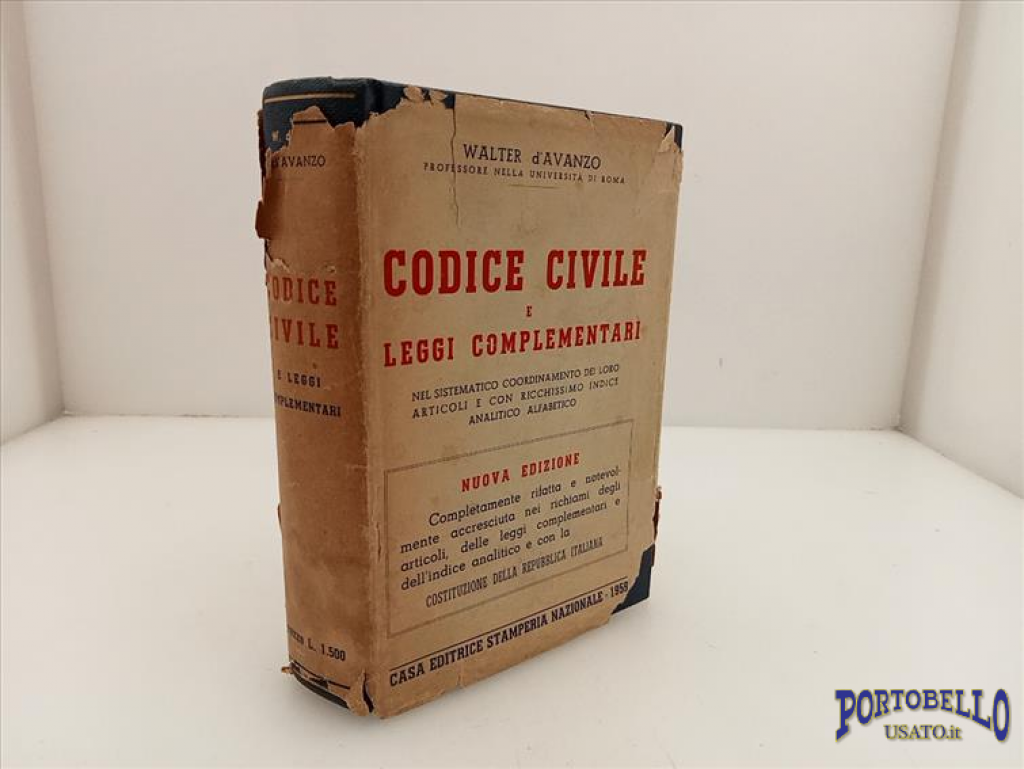 W. d'AVANZO
CODICE
CIVILE
E LEGGI
COMPLEMENTARI
L. 1.500
WALTER d'AVANZO
PROFESSORE NELLA UNIVERSITÀ DI ROMA
CODICE CIVILE
E
LEGGI COMPLEMENTARI
NEL SISTEMATICO COORDINAMENTO DEI LORO
ARTICOLI E CON RICCHISSIMO INDICE
ANALITICO ALFABETICO
NUOVA EDIZIONE
Completamente rifatta e notevol-
mente accresciuta nei richiami degli
articoli, delle leggi complementari e
dell'indice analitico e con la
COSTITUZIONE DELLA REPUBBLICA ITALIANA
CASA EDITRICE STAMPERIA NAZIONALE - 1958
PORTOBELLO
USATO.it